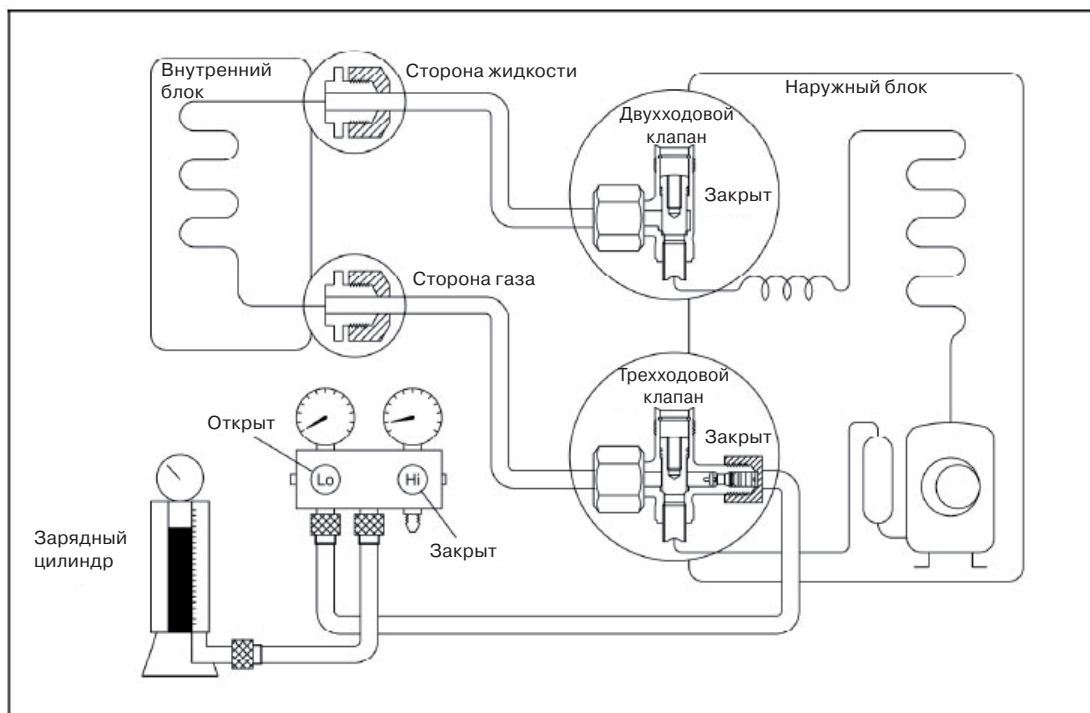 Внутренний
блок
Сторона жидкости
Наружный блок
Двухходовой
клапан
Закрыт
Сторона газа
Трехходовой
клапан
Закрыт
Открыт
Lo
Hi
Закрыт
Зарядный
цилиндр